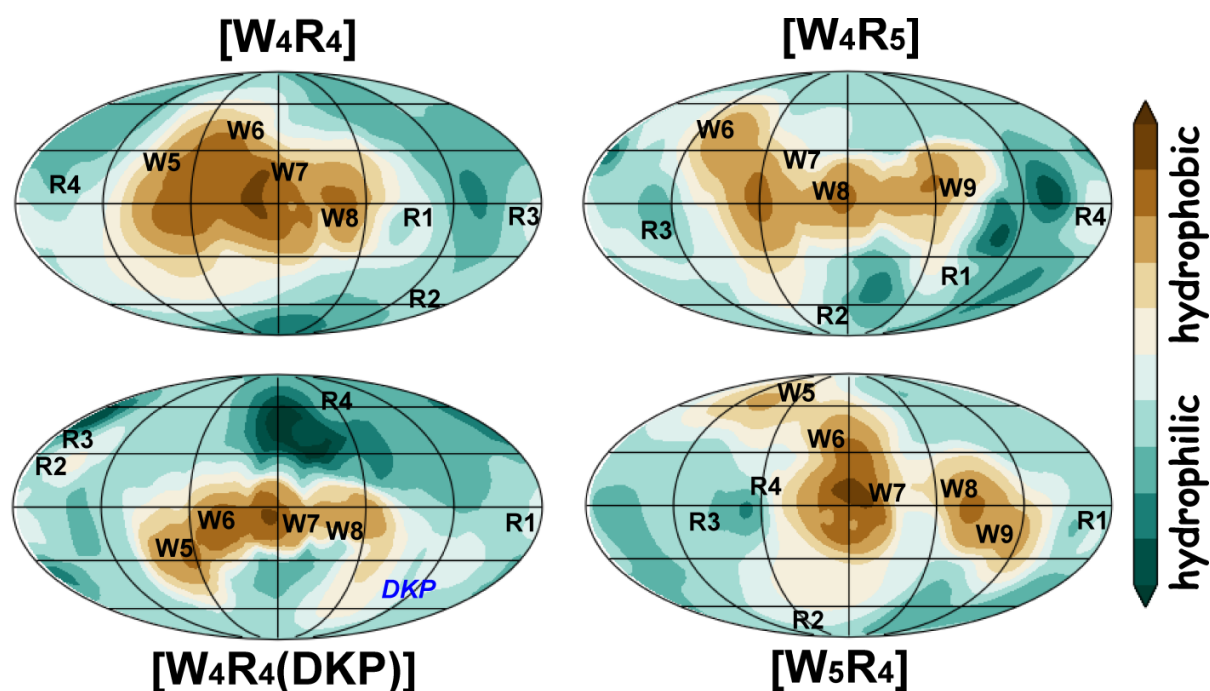 [W₄R₄]
W6
W5
W7
R4
W8
R1
R3
R2
[W₄R₅]
W6
W7
W8
W9
R3
R4
R1
R2
R4
R3
R2
W6
W7
W8
R1
W5
DKP
[W₄R₄(DKP)]
W5
W6
R4
W7
W8
R3
W9
R1
R2
[W₅R₄]
hydrophobic
hydrophilic